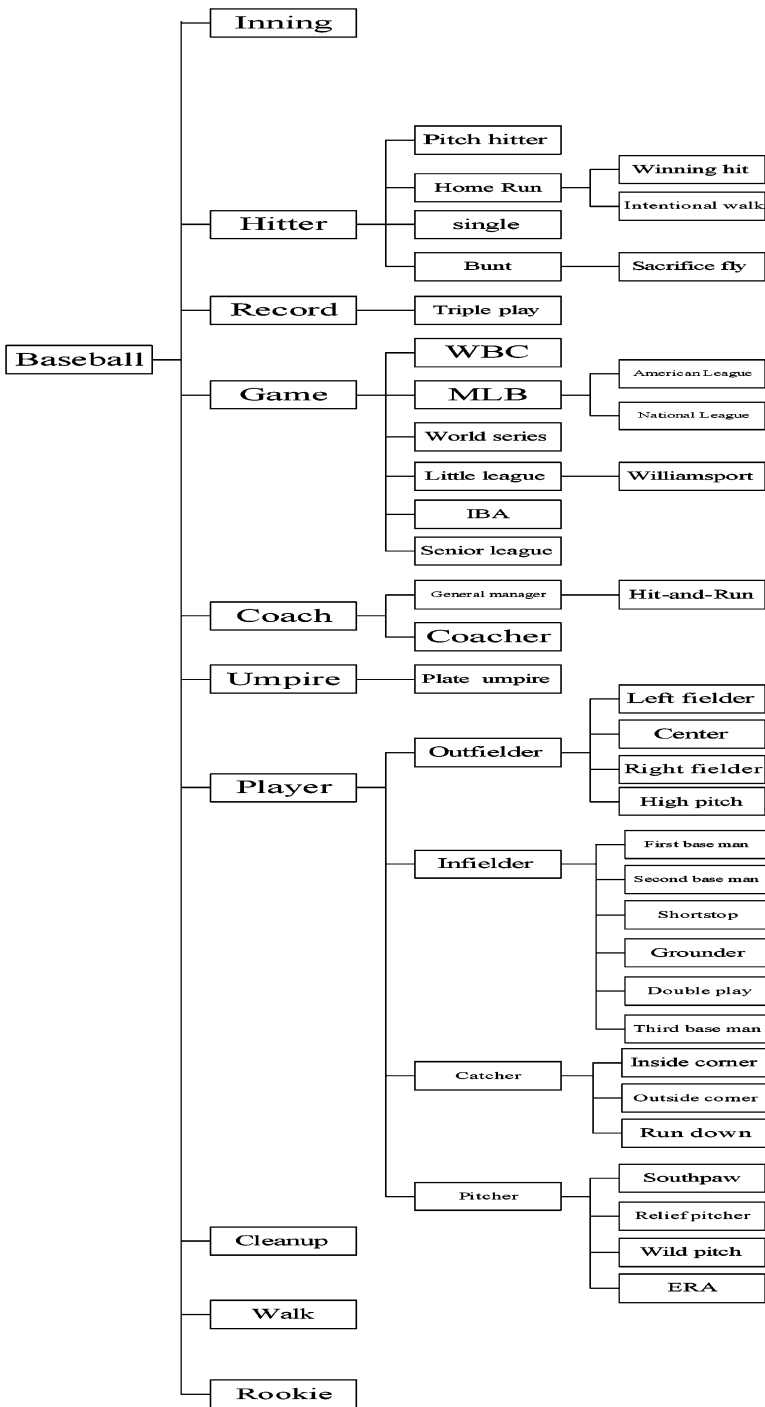 Inning
Pitch hitter
Winning hit
Home Run
Intentional walk
Hitter
single
Bunt
Sacrifice fly
Record
Triple play
Baseball
WBC
American League
Game
MLB
National League
World series
Little league
Williamsport
IBA
Senior league
General manager
Hit-and-Run
Coach
Coacher
Umpire
Plate umpire
Left fielder
Center
Outfielder
Right fielder
Player
High pitch
First base man
Infielder
Second base man
Shortstop
Grounder
Double play
Third base man
Inside corner
Catcher
Outside corner
Run down
Southpaw
Pitcher
Relief pitcher
Cleanup
Wild pitch
ERA
Walk
Rookie